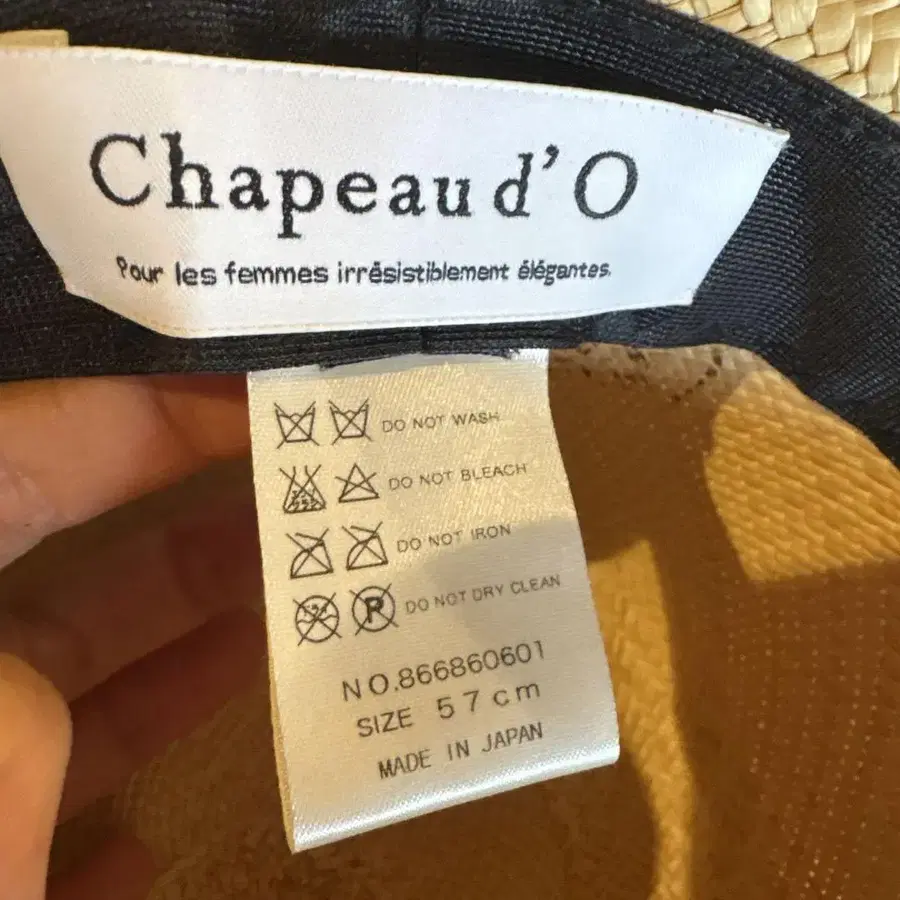 Chapeau d'O
Pour les femmes irrésistiblement élégantes.
DO NOT WASH
DO NOT BLEACH
DO NOT IRON
P DO NOT DRY CLEAN
NO.866860601
SIZE 57cm
MADE IN JAPAN